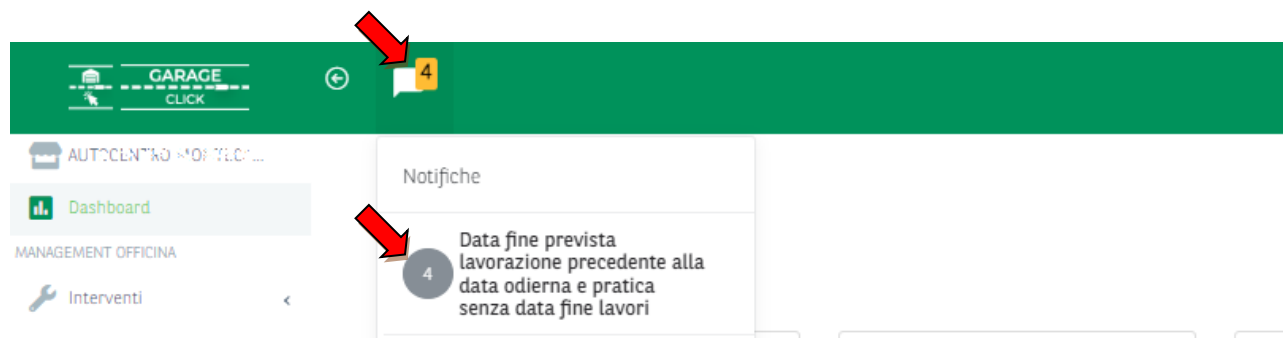 GARAGE
CLICK
4
Notifiche
Dashboard
MANAGEMENT OFFICINA
Interventi
4
Data fine prevista
lavorazione precedente alla
data odierna e pratica
senza data fine lavori